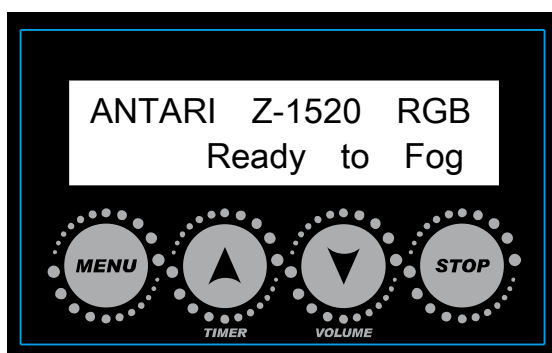 ANTARI Z-1520 RGB
Ready to Fog
MENU
STOP
TIMER
VOLUME